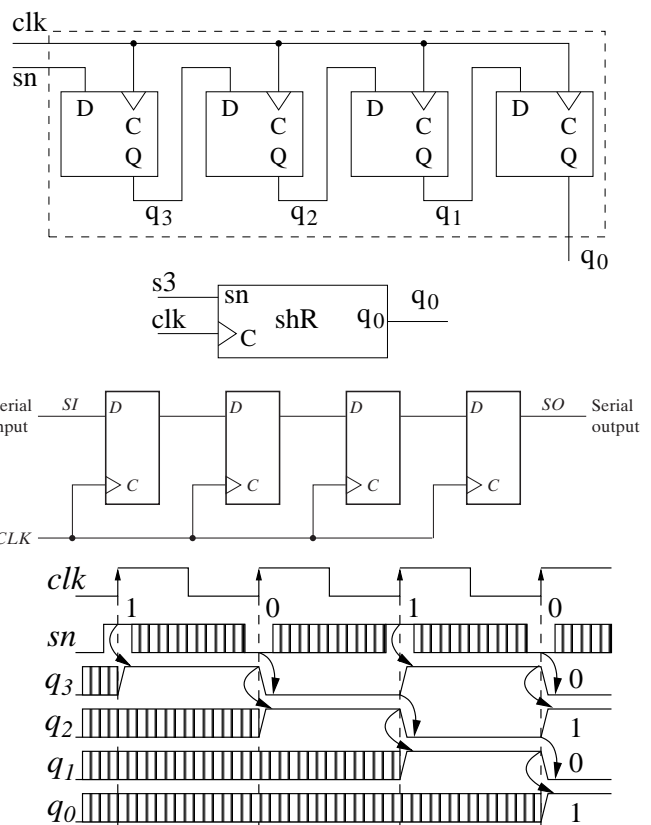 clk
sn
D C Q D C Q D C Q D C Q
q3 q2 q1
q0
s3 sn q0
clk C shR q0
erial SI D D D D SO Serial
nput output
C C C C
CLK
clk
1 0 1 0
sn
q3 0
q2 1
q1 0
q0 1